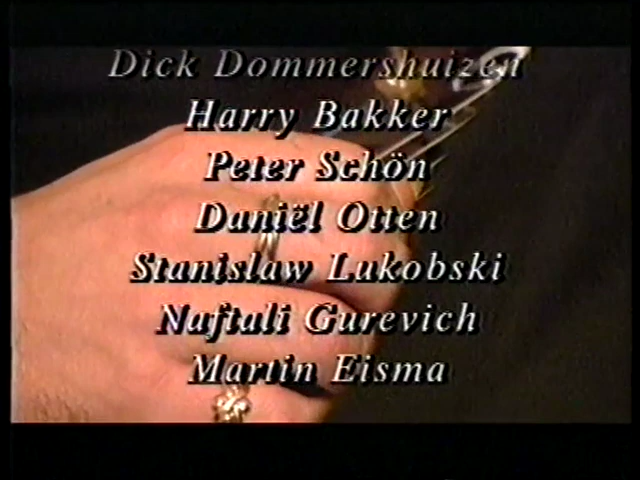 Dick Dommershuizen
Harry Bakker
Peter Schön
Daniël Otten
Stanislaw Lukobski
Naftali Gurevich
Martin Eisma